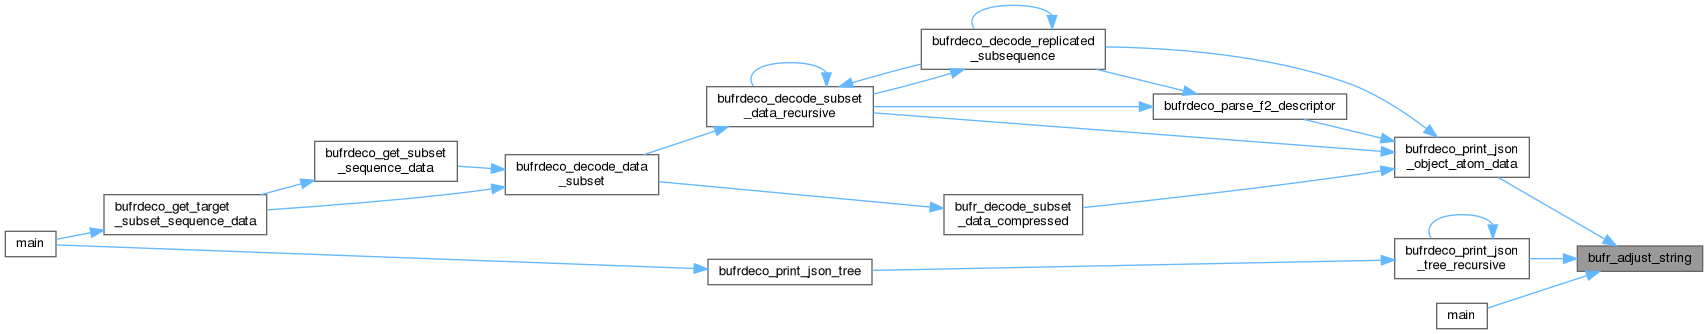 bufrdeco_decode_replicated
_subsequence
bufrdeco_decode_subset
_data_recursive
bufrdeco_parse_f2_descriptor
bufrdeco_get_subset
_sequence_data
bufrdeco_decode_data
_subset
bufrdeco_print_json
_object_atom_data
bufrdeco_get_target
_subset_sequence_data
bufr_decode_subset
_data_compressed
main
bufrdeco_print_json_tree
bufrdeco_print_json
_tree_recursive
bufr_adjust_string
main